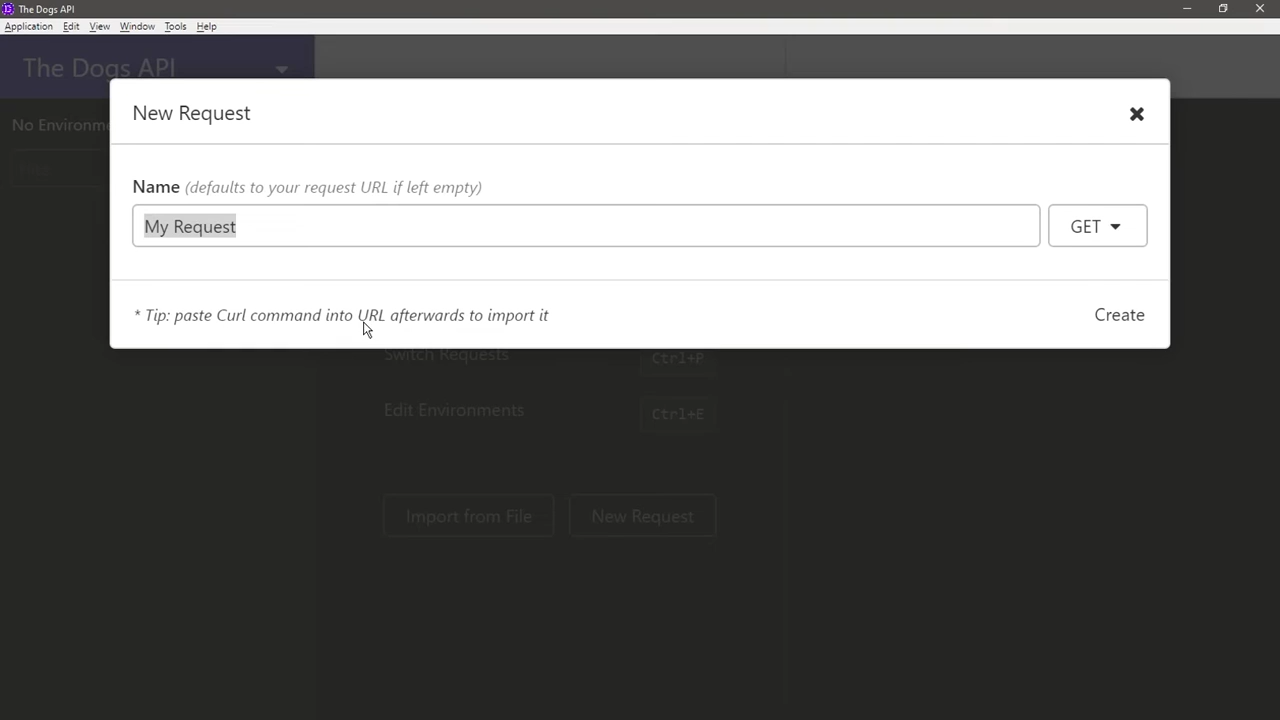 The Dogs API
Application Edit View Window Tools Help
The Dogs API
No Environme
New Request
Name (defaults to your request URL if left empty)
My Request
GET
* Tip: paste Curl command into URL afterwards to import it
Create
Switch Requests Ctrl+P
Edit Environments Ctrl+E
Import from File New Request